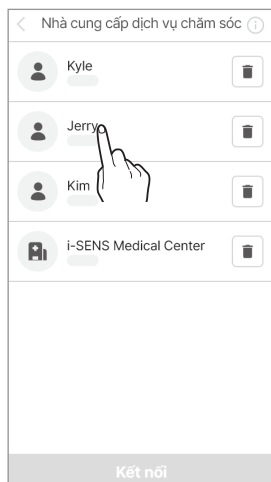 Nhà cung cấp dịch vụ chăm sóc
Kyle
Jerry
Kim
i-SENS Medical Center
Kết nối